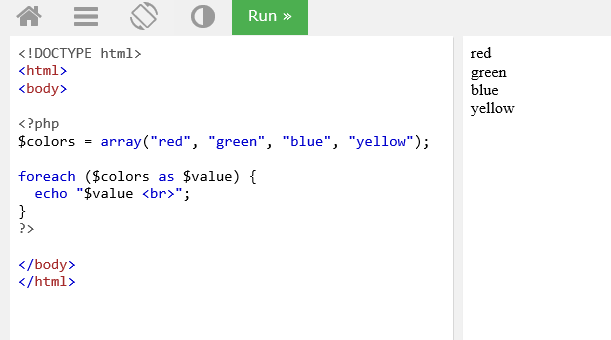 Run »
<!DOCTYPE html>
<html>
<body>
<?php
$colors = array("red", "green", "blue", "yellow");
foreach ($colors as $value) {
  echo "$value <br>";
}
?>
</body>
</html>
red
green
blue
yellow